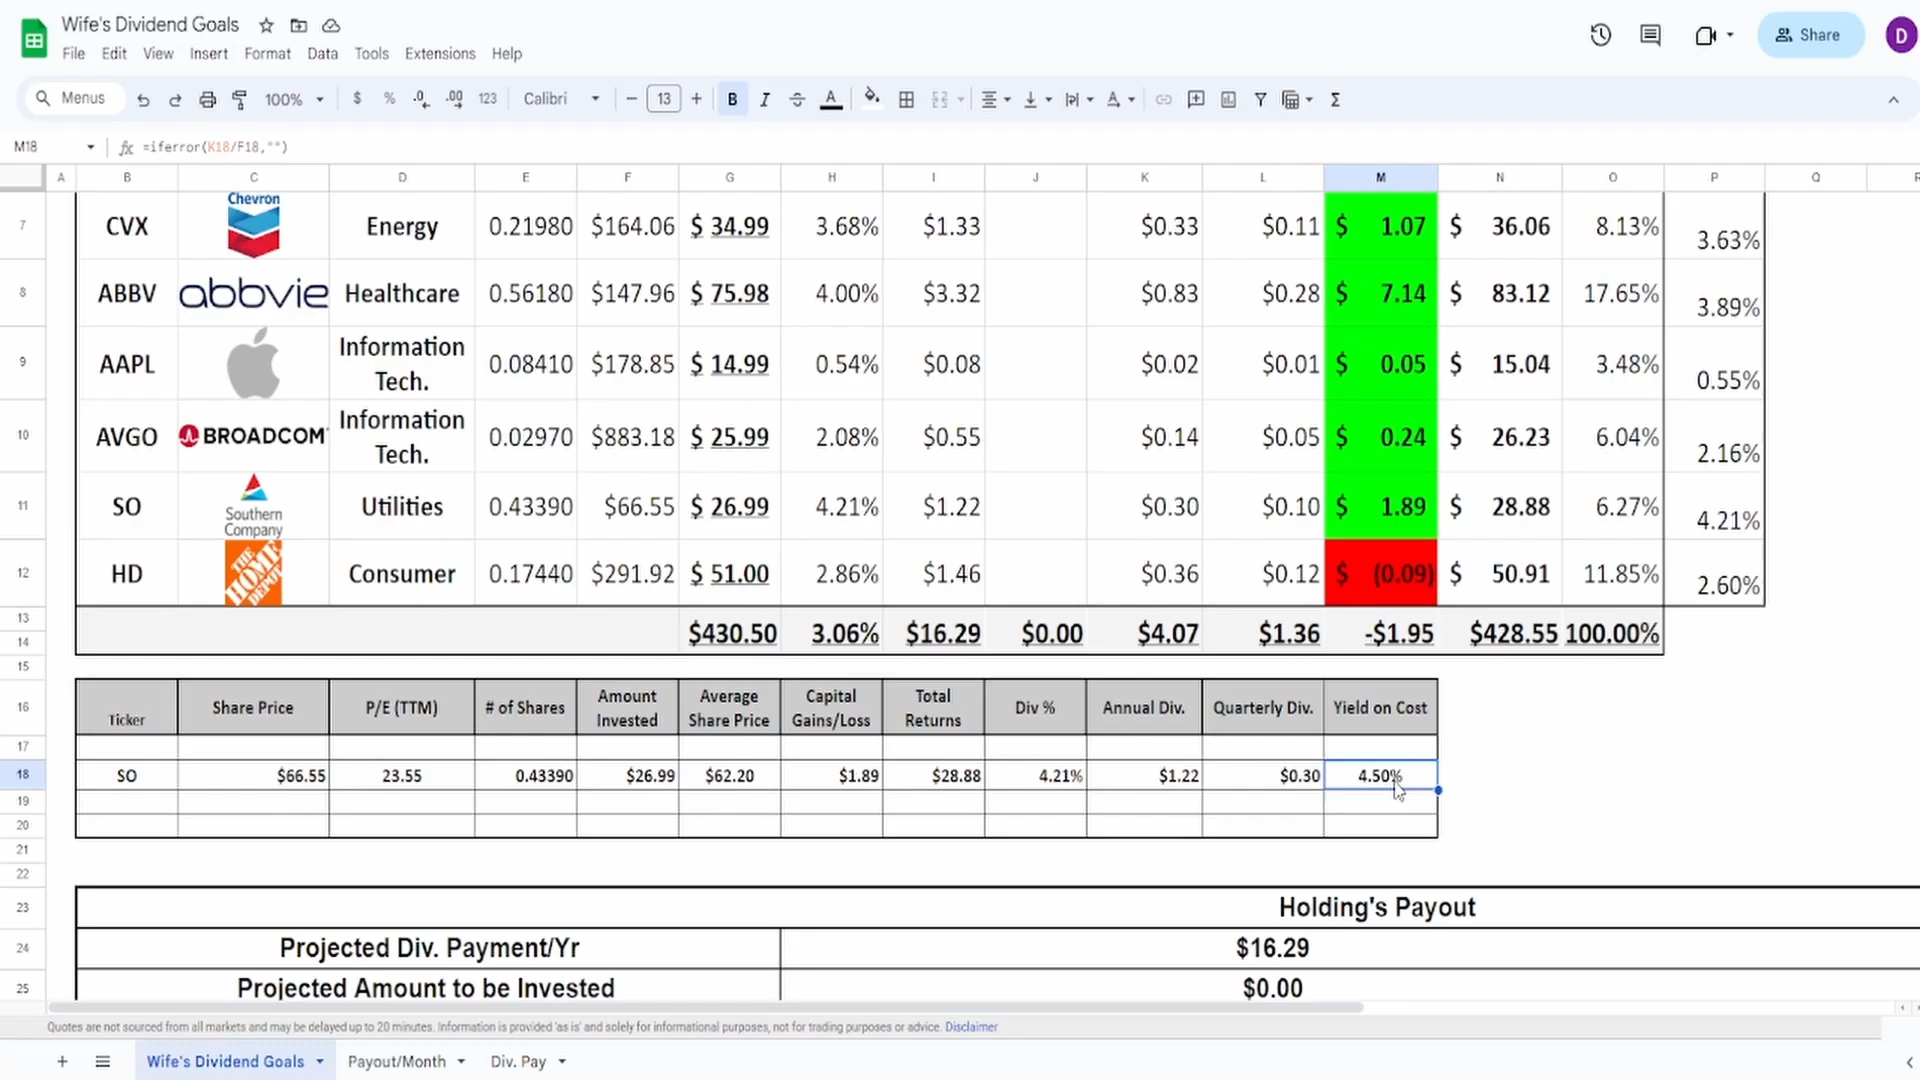 Wife's Dividend Goals
File Edit View Insert Format Data Tools Extensions Help
Share
D
Menus 100% $ % .0 .00 123 Calibri 13 B I A Σ
M18 fx =iferror(K18/F18,"")
A B C D E F G H I J K L M N O P Q R
7 CVX Chevron Energy 0.21980 $164.06 $ 34.99 3.68% $1.33 $0.33 $0.11 $ 1.07 $ 36.06 8.13% 3.63%
8 ABBV abbvie Healthcare 0.56180 $147.96 $ 75.98 4.00% $3.32 $0.83 $0.28 $ 7.14 $ 83.12 17.65% 3.89%
9 AAPL Information Tech. 0.08410 $178.85 $ 14.99 0.54% $0.08 $0.02 $0.01 $ 0.05 $ 15.04 3.48% 0.55%
10 AVGO BROADCOM Information Tech. 0.02970 $883.18 $ 25.99 2.08% $0.55 $0.14 $0.05 $ 0.24 $ 26.23 6.04% 2.16%
11 SO Southern Company Utilities 0.43390 $66.55 $ 26.99 4.21% $1.22 $0.30 $0.10 $ 1.89 $ 28.88 6.27% 4.21%
12 HD THE HOME DEPOT Consumer 0.17440 $291.92 $ 51.00 2.86% $1.46 $0.36 $0.12 $ (0.09) $ 50.91 11.85% 2.60%
13
14 $430.50 3.06% $16.29 $0.00 $4.07 $1.36 -$1.95 $428.55 100.00%
15
16 Ticker Share Price P/E (TTM) # of Shares Amount Invested Average Share Price Capital Gains/Loss Total Returns Div % Annual Div. Quarterly Div. Yield on Cost
17
18 SO $66.55 23.55 0.43390 $26.99 $62.20 $1.89 $28.88 4.21% $1.22 $0.30 4.50%
19
20
21
22
23 Holding's Payout
24 Projected Div. Payment/Yr $16.29
25 Projected Amount to be Invested $0.00
Quotes are not sourced from all markets and may be delayed up to 20 minutes. Information is provided 'as is' and solely for informational purposes, not for trading purposes or advice. Disclaimer
Wife's Dividend Goals Payout/Month Div. Pay